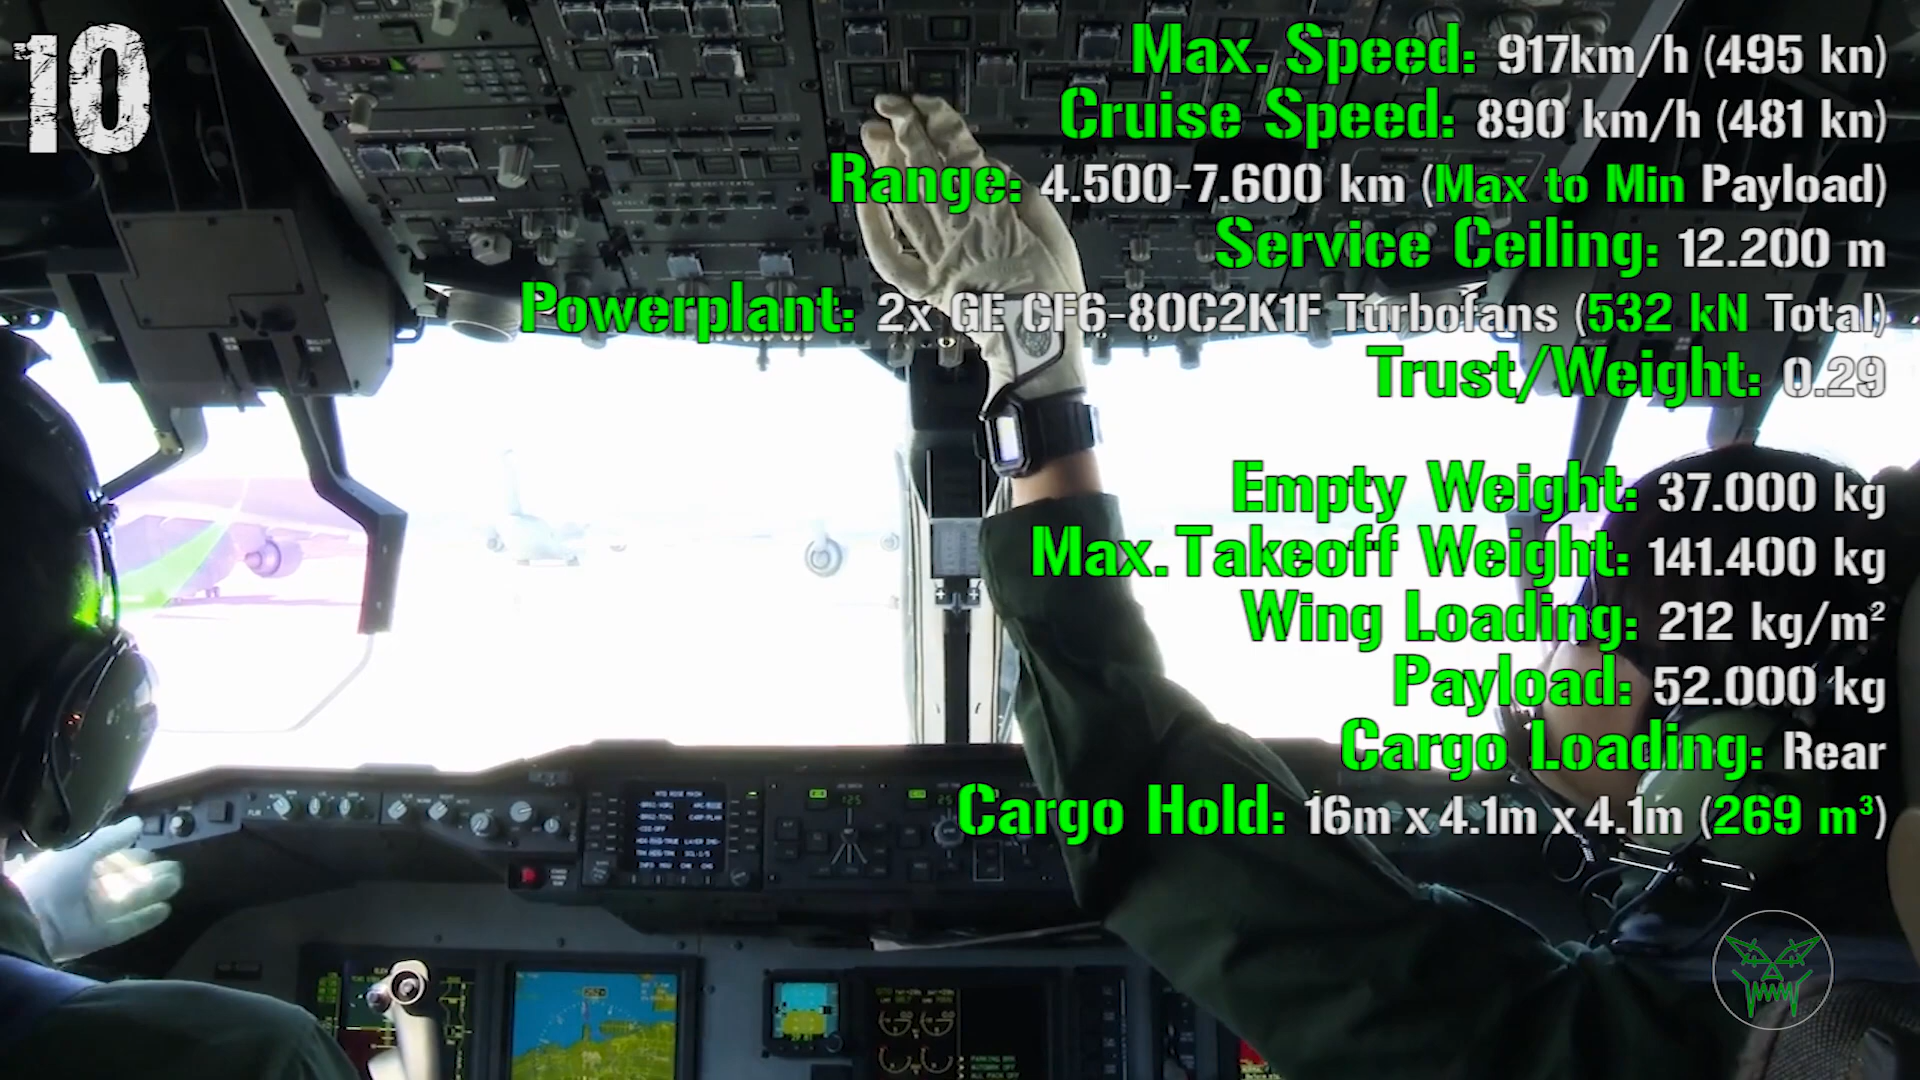 10
Max. Speed: 917km/h (495 kn)
Cruise Speed: 890 km/h (481 kn)
Range: 4.500-7.600 km (Max to Min Payload)
Service Ceiling: 12.200 m
Powerplant: 2x GE CF6-80C2K1F Turbofans (532 kN Total)
Trust/Weight: 0.29
Empty Weight: 37.000 kg
Max.Takeoff Weight: 141.400 kg
Wing Loading: 212 kg/m²
Payload: 52.000 kg
Cargo Loading: Rear
Cargo Hold: 16m x 4.1m x 4.1m (269 m³)